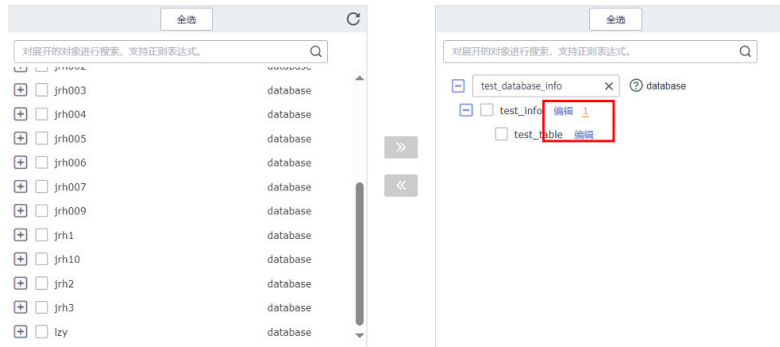 全选
对展开的对象进行搜索，支持正则表达式。
jrh002 database
jrh003 database
jrh004 database
jrh005 database
jrh006 database
jrh007 database
jrh009 database
jrh1 database
jrh10 database
jrh2 database
jrh3 database
lzy database
全选
对展开的对象进行搜索，支持正则表达式。
test_database_info database
test_info 编辑 1
test_table 编辑